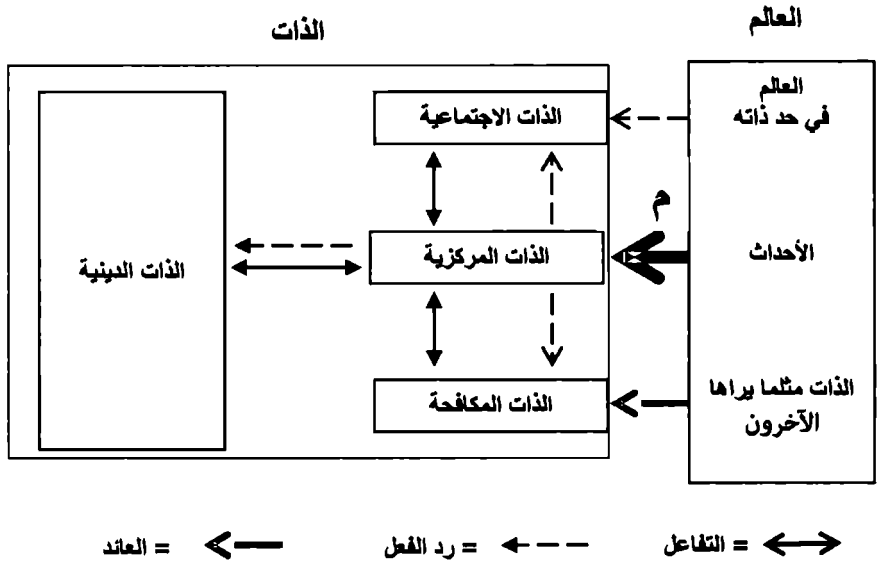 العالم
الذات
العالم
في حد ذاته
الذات الاجتماعية
م
الأحداث
الذات المركزية
الذات الدينية
الذات مثلما يراها
الآخرون
الذات المكافحة
= التفاعل
= رد الفعل
= العائد